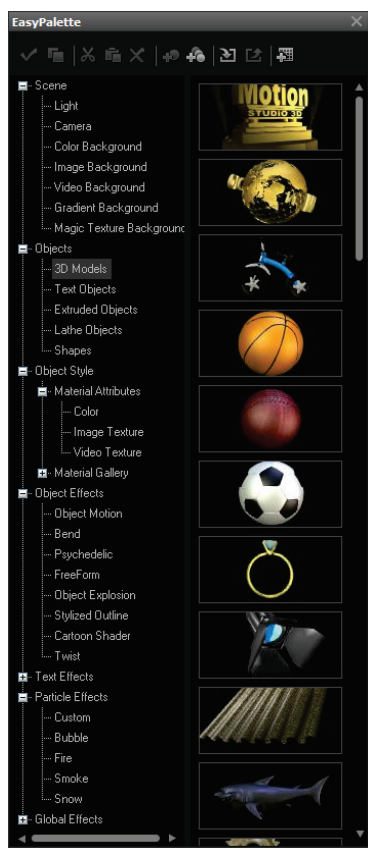 EasyPalette
Scene
Light
Camera
Color Background
Image Background
Video Background
Gradient Background
Magic Texture Background
Objects
3D Models
Text Objects
Extruded Objects
Lathe Objects
Shapes
Object Style
Material Attributes
Color
Image Texture
Video Texture
Material Gallery
Object Effects
Object Motion
Bend
Psychedelic
FreeForm
Object Explosion
Stylized Outline
Cartoon Shader
Twist
Text Effects
Particle Effects
Custom
Bubble
Fire
Smoke
Snow
Global Effects
Motion
STUDIO 3D